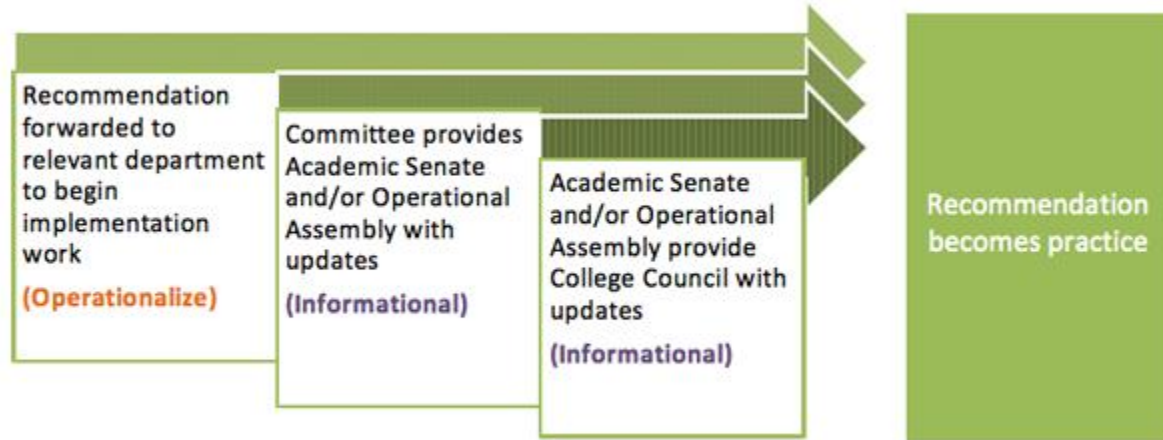 Recommendation
forwarded to
relevant department
to begin
implementation
work
(Operationalize)
Committee provides
Academic Senate
and/or Operational
Assembly with
updates
(Informational)
Academic Senate
and/or Operational
Assembly provide
College Council with
updates
(Informational)
Recommendation
becomes practice